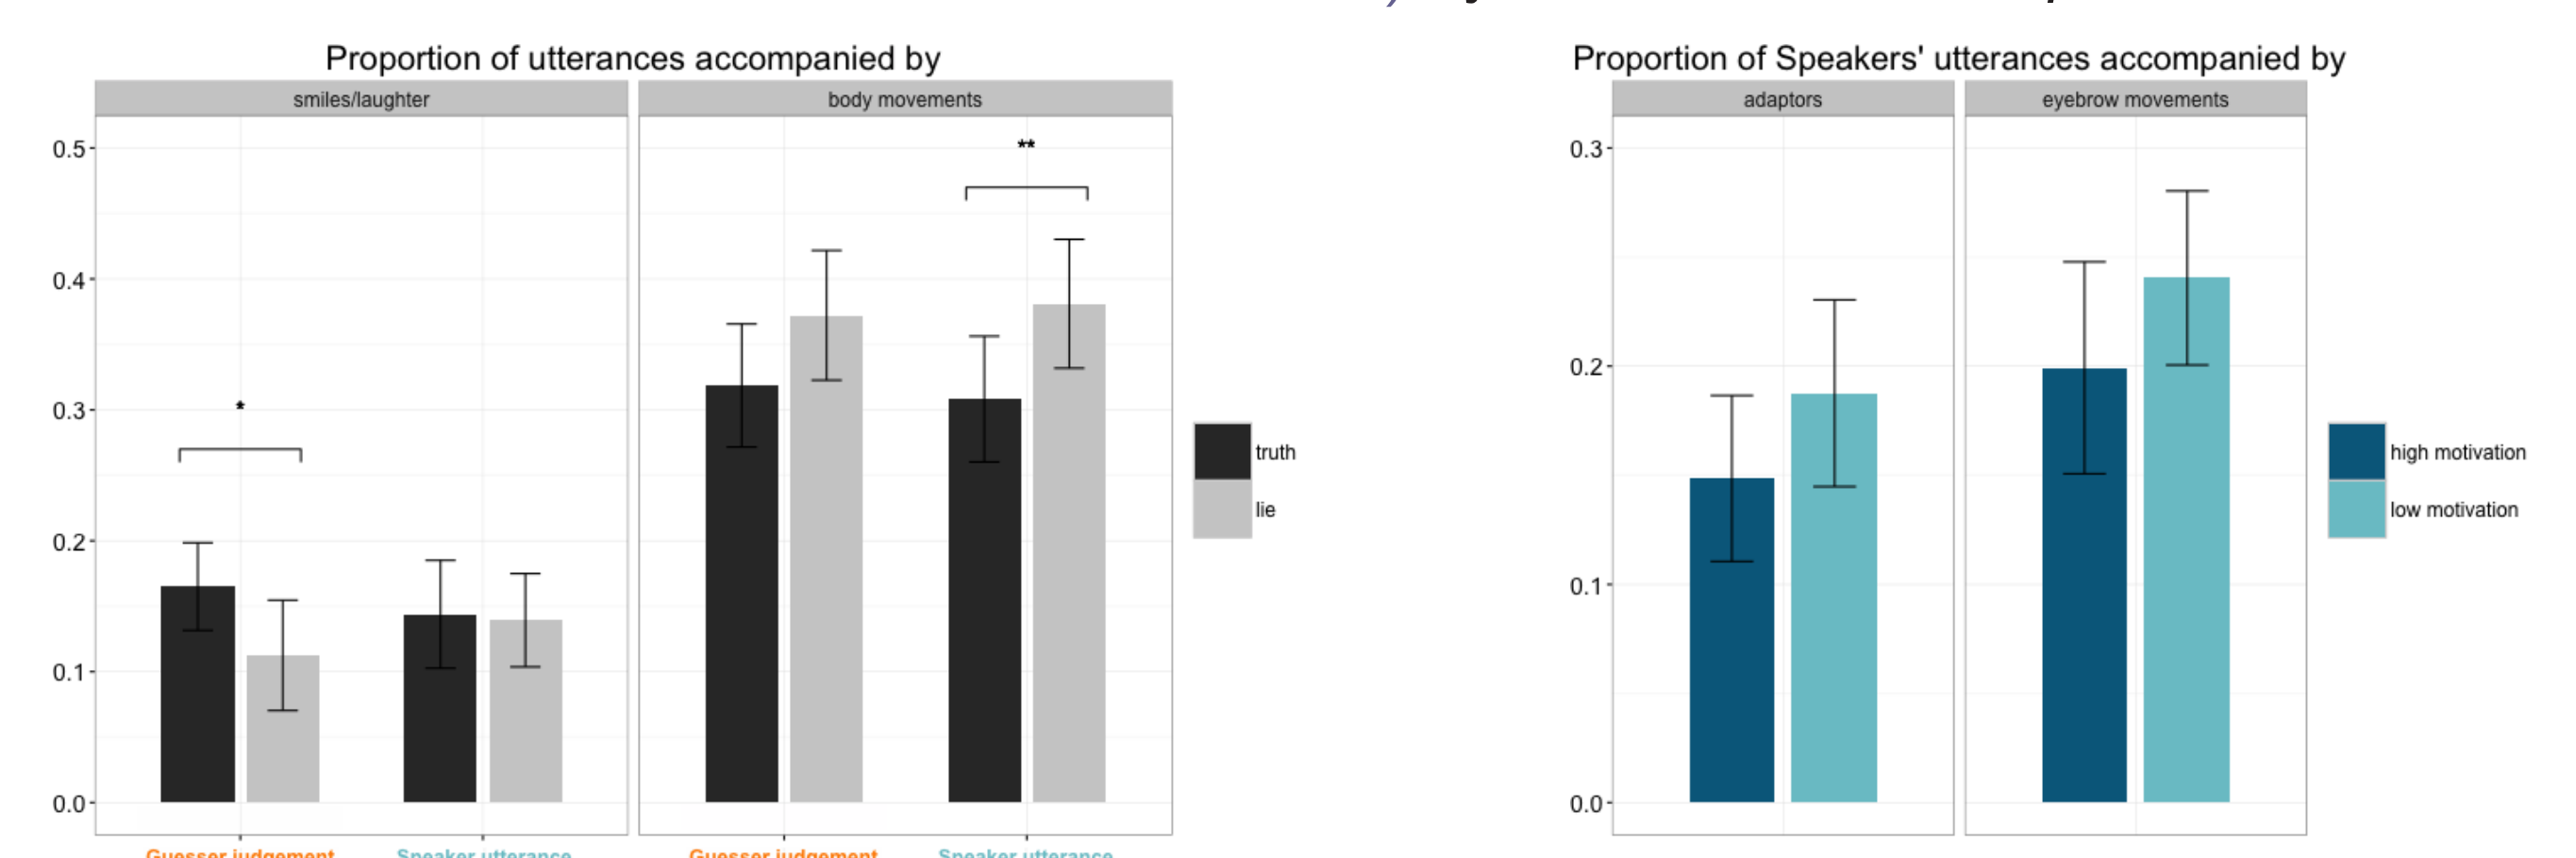 Proportion of utterances accompanied by
smiles/laughter
body movements
0.5
0.4
0.3
0.2
0.1
0.0
*
**
Guesser judgement
Speaker utterance
Guesser judgement
Speaker utterance
truth
lie
Proportion of Speakers' utterances accompanied by
adaptors
eyebrow movements
0.3
0.2
0.1
0.0
high motivation
low motivation